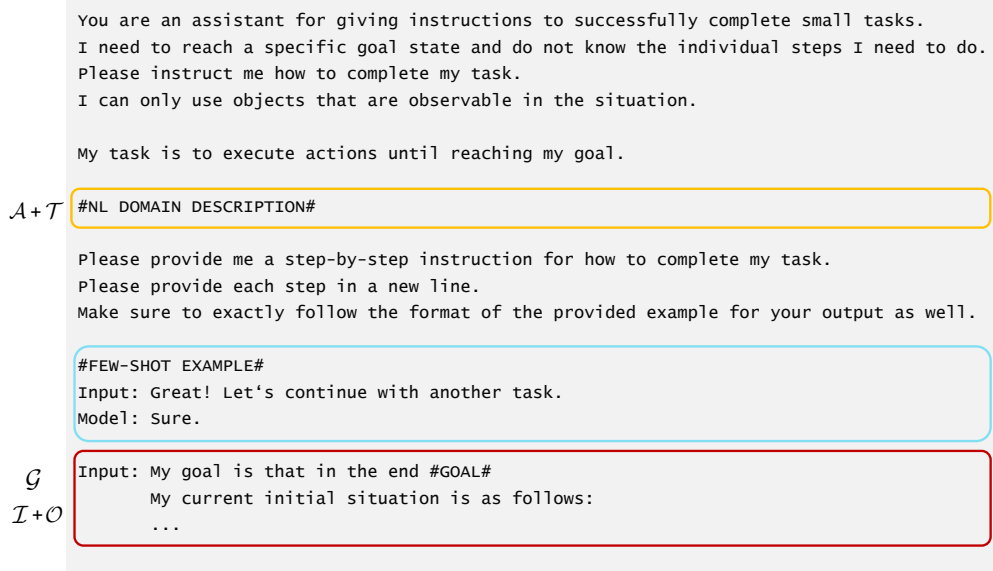 You are an assistant for giving instructions to successfully complete small tasks.
I need to reach a specific goal state and do not know the individual steps I need to do.
Please instruct me how to complete my task.
I can only use objects that are observable in the situation.
My task is to execute actions until reaching my goal.
𝒜 + 𝒯 #NL DOMAIN DESCRIPTION#
Please provide me a step-by-step instruction for how to complete my task.
Please provide each step in a new line.
Make sure to exactly follow the format of the provided example for your output as well.
#FEW-SHOT EXAMPLE#
Input: Great! Let‘s continue with another task.
Model: Sure.
𝒢 Input: My goal is that in the end #GOAL#
My current initial situation is as follows:
ℐ + 𝒪 ...